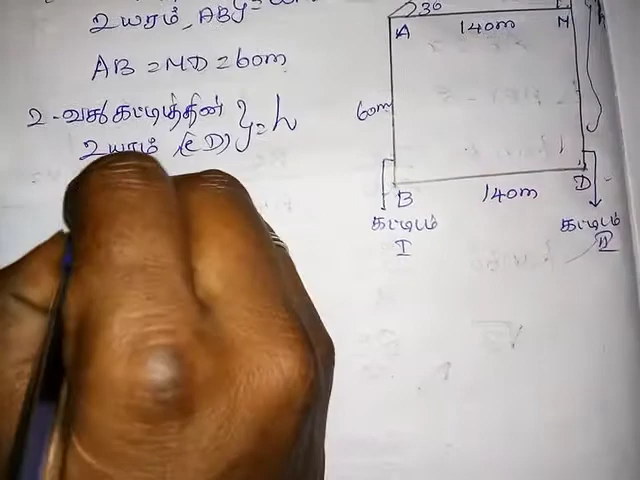 உயரம், AB
AB = MD = 60m
2-வது கட்டிடத்தின்
உயரம் (CD) } = h
30
A
140m
M
60m
B
140m
D
கட்டிடம்
I
கட்டிடம்
II